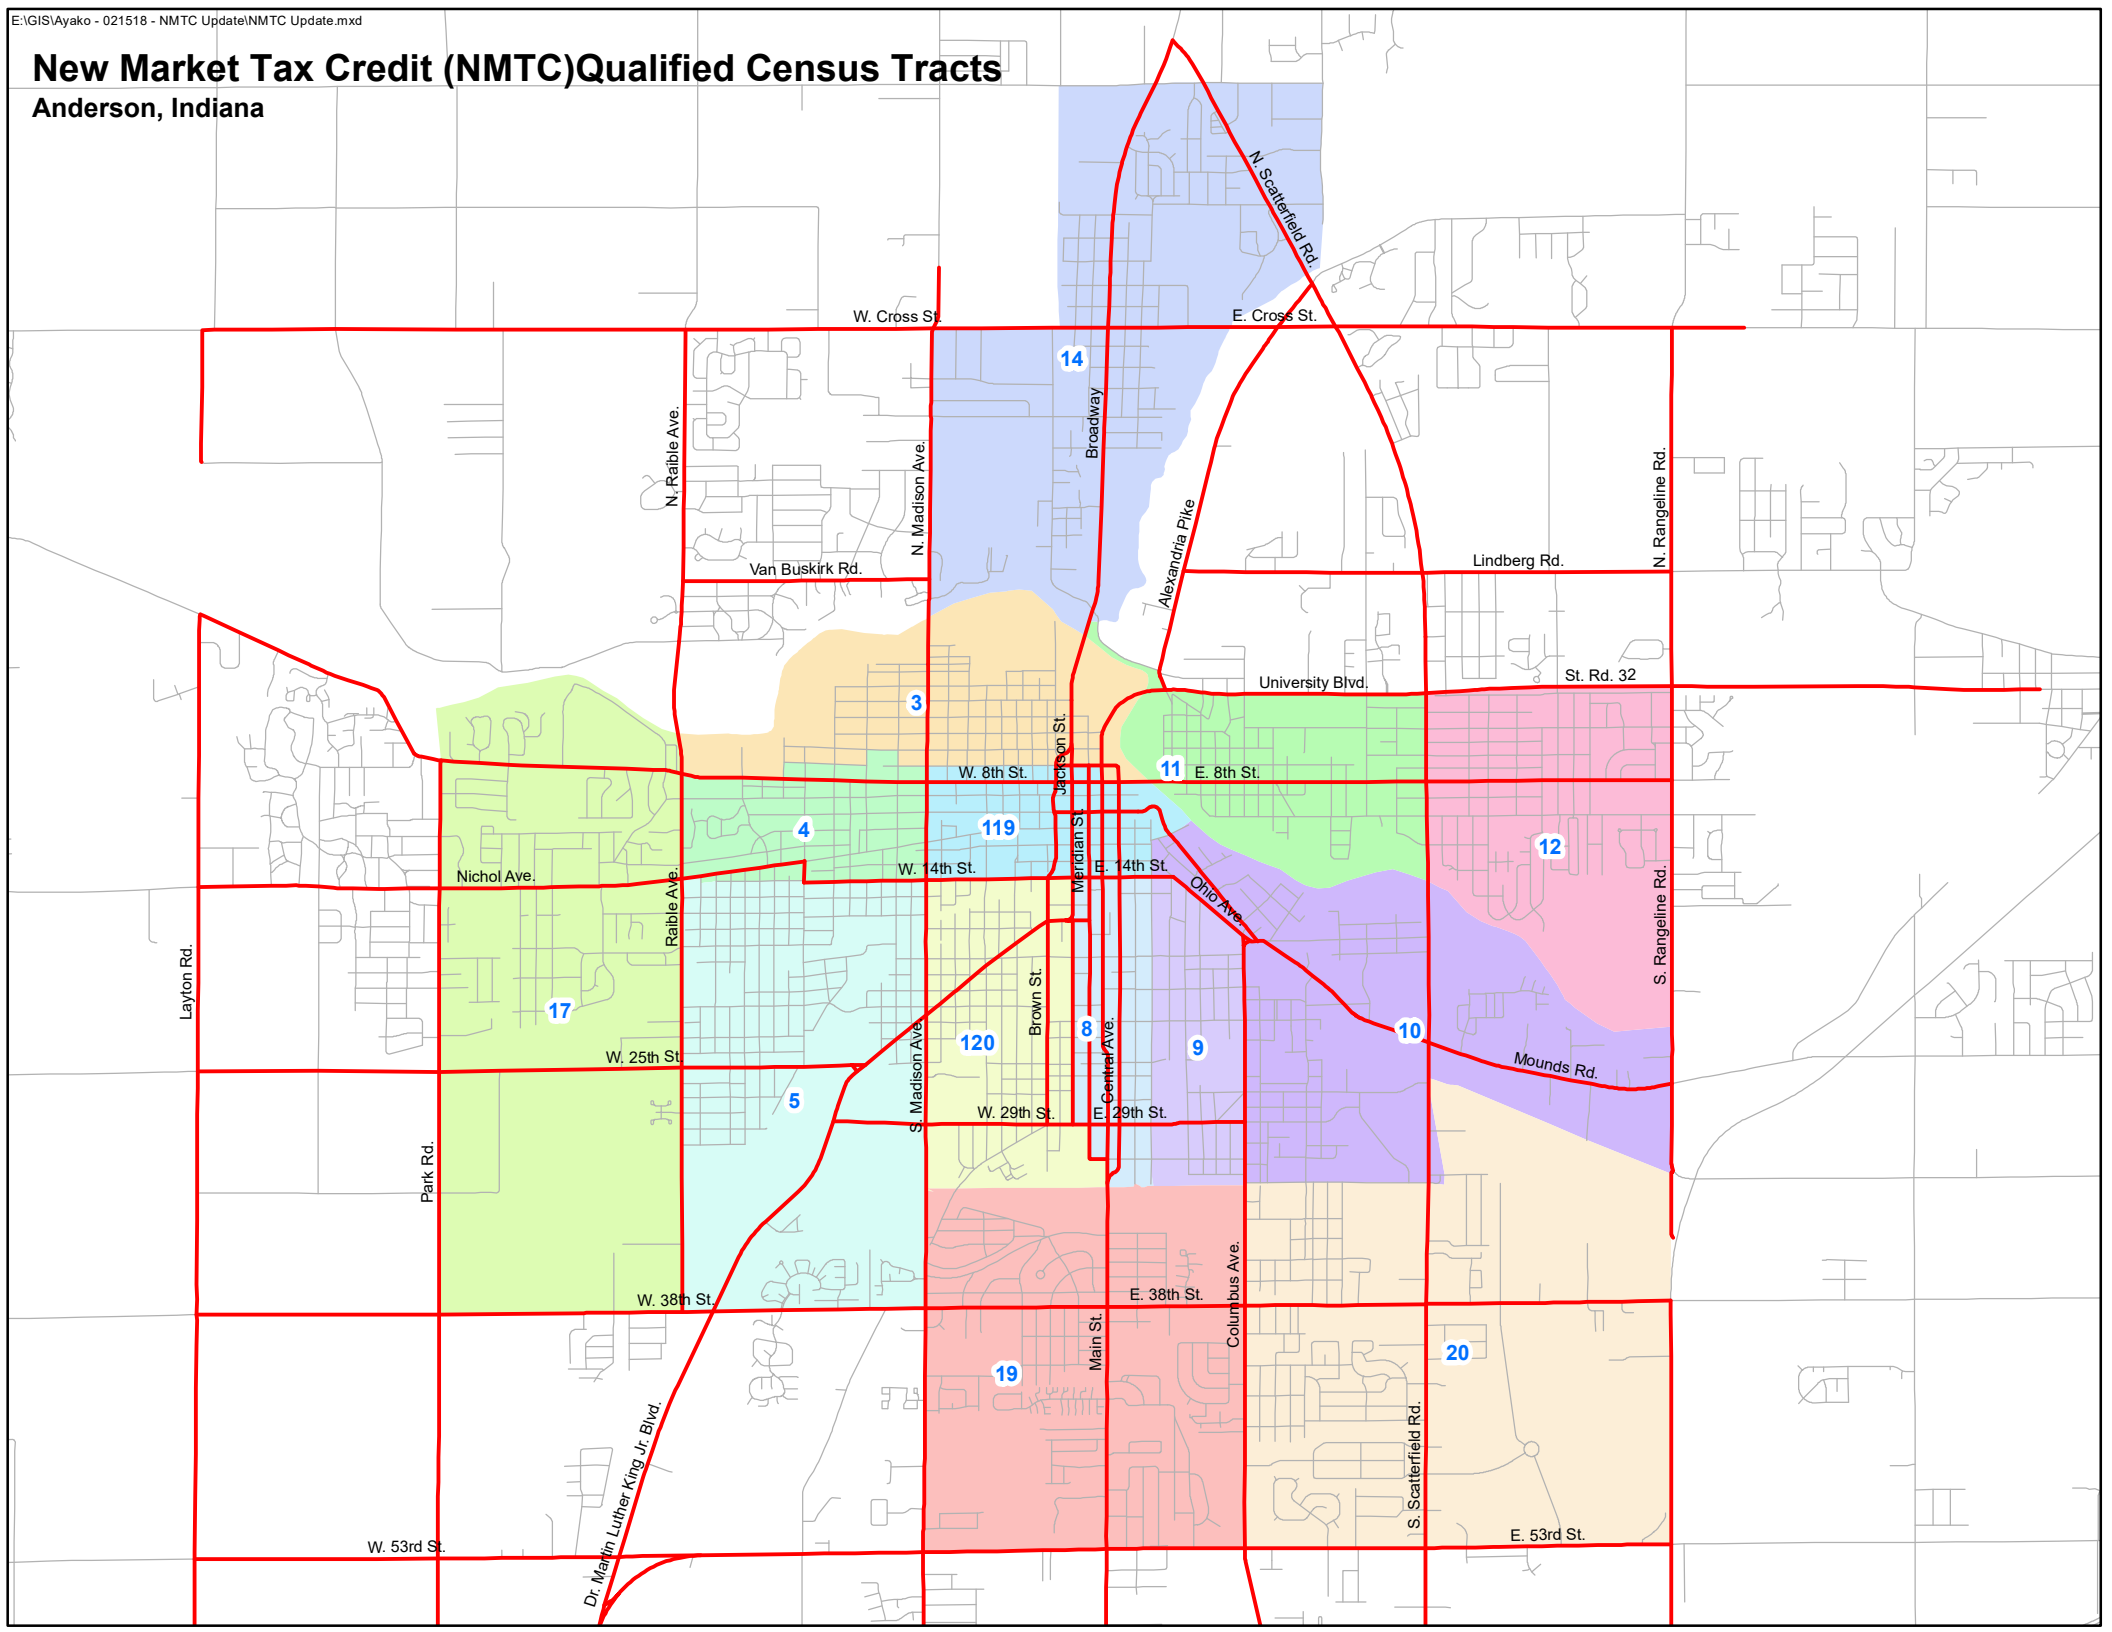 E:\GIS\Ayako - 021518 - NMTC Update\NMTC Update.mxd
New Market Tax Credit (NMTC)Qualified Census Tracts
Anderson, Indiana
N. Scatterfield Rd.
W. Cross St.
E. Cross St.
14
Broadway
N. Raible Ave.
N. Madison Ave.
N. Rangeline Rd.
Alexandria Pike
Van Buskirk Rd.
Lindberg Rd.
University Blvd.
St. Rd. 32
3
Jackson St.
W. 8th St.
11
E. 8th St.
4
119
Meridian St.
12
Nichol Ave.
W. 14th St.
E. 14th St.
Ohio Ave.
Raible Ave.
S. Rangeline Rd.
Layton Rd.
17
Brown St.
120
8
Central Ave.
9
10
W. 25th St.
Mounds Rd.
5
S. Madison Ave.
W. 29th St.
E. 29th St.
Park Rd.
W. 38th St.
E. 38th St.
Columbus Ave.
Main St.
19
20
S. Scatterfield Rd.
Dr. Martin Luther King Jr. Blvd.
W. 53rd St.
E. 53rd St.